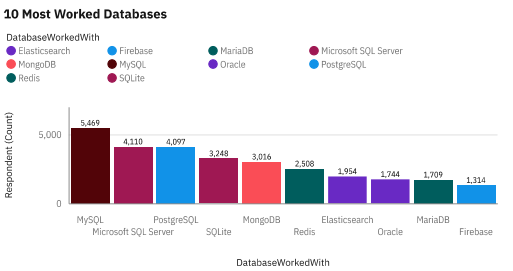 10 Most Worked Databases
DatabaseWorkedWith
Elasticsearch Firebase MariaDB Microsoft SQL Server
MongoDB MySQL Oracle PostgreSQL
Redis SQLite
Respondent (Count)
5,000
0
5,469
4,110
4,097
3,248
3,016
2,508
1,954
1,744
1,709
1,314
MySQL PostgreSQL MongoDB Elasticsearch MariaDB
Microsoft SQL Server SQLite Redis Oracle Firebase
DatabaseWorkedWith